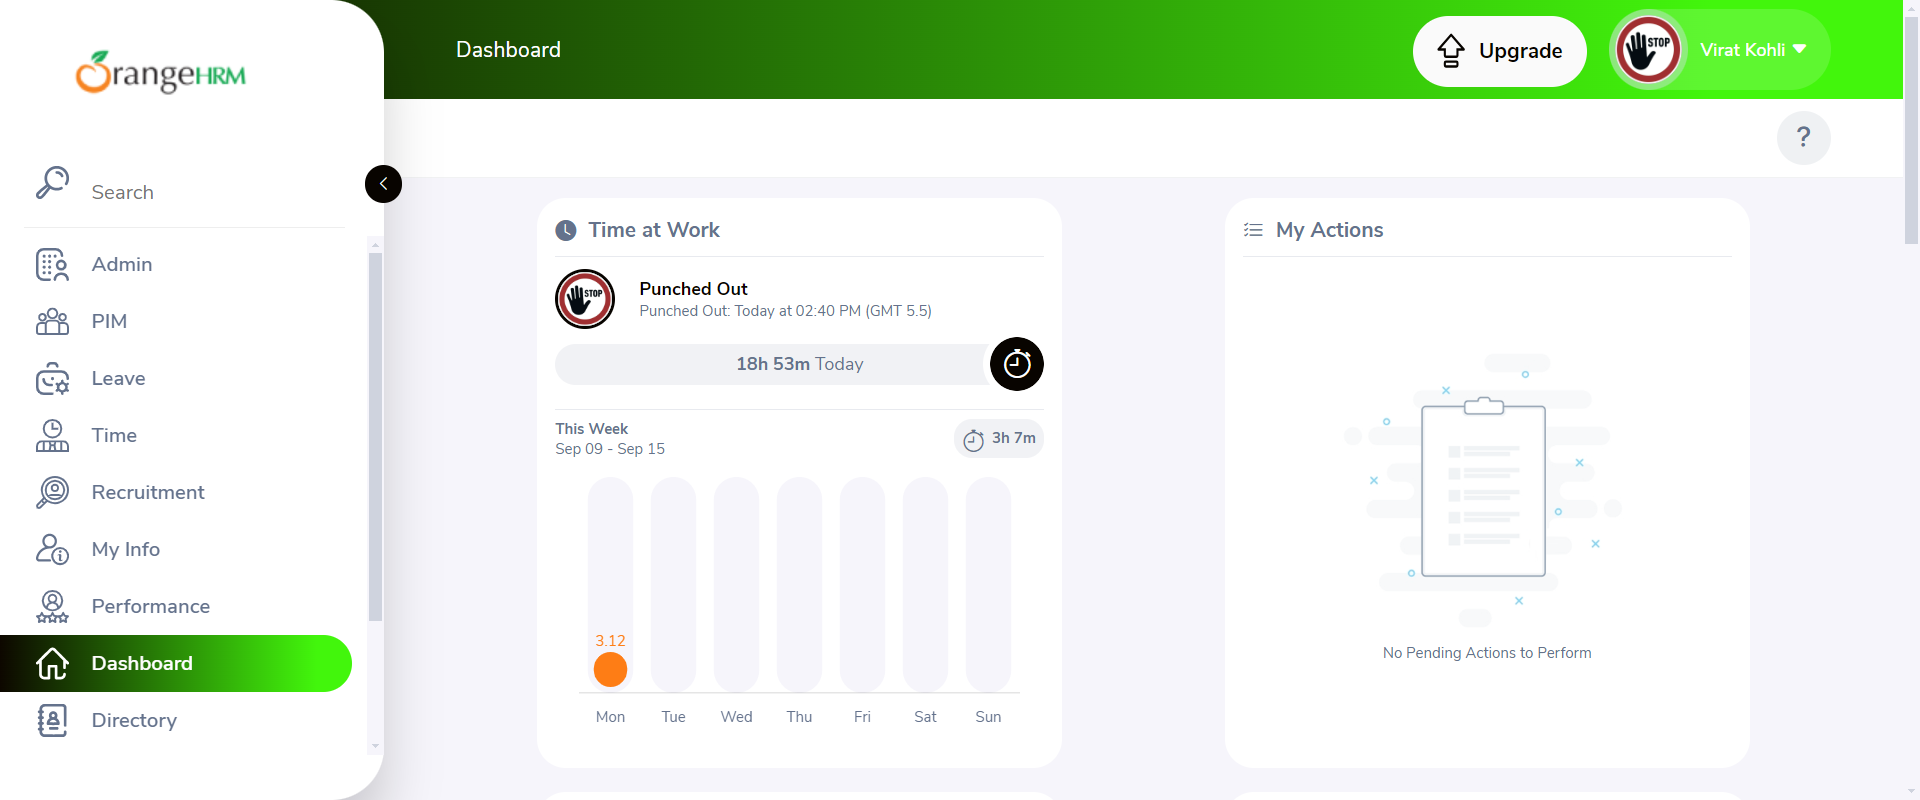 OrangeHRM
Dashboard
Upgrade
STOP
Virat Kohli
?
Search
Admin
PIM
Leave
Time
Recruitment
My Info
Performance
Dashboard
Directory
Time at Work
STOP
Punched Out
Punched Out: Today at 02:40 PM (GMT 5.5)
18h 53m Today
This Week
Sep 09 - Sep 15
3h 7m
3.12
Mon Tue Wed Thu Fri Sat Sun
My Actions
No Pending Actions to Perform